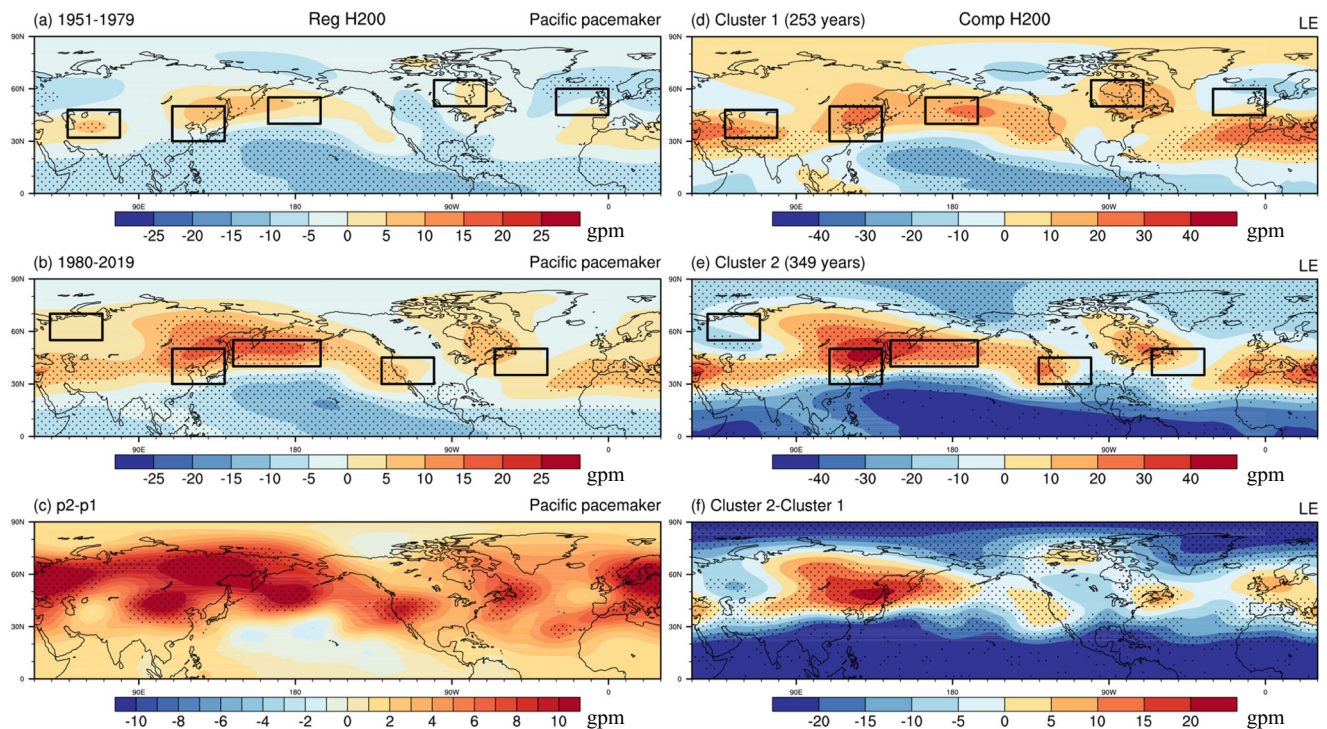 (a) 1951-1979 Reg H200 Pacific pacemaker
90N
60N
30N
0
90E 180 90W 0
-25 -20 -15 -10 -5 0 5 10 15 20 25 gpm
(b) 1980-2019 Pacific pacemaker
90N
60N
30N
0
90E 180 90W 0
-25 -20 -15 -10 -5 0 5 10 15 20 25 gpm
(c) p2-p1 Pacific pacemaker
90N
60N
30N
0
90E 180 90W 0
-10 -8 -6 -4 -2 0 2 4 6 8 10 gpm
(d) Cluster 1 (253 years) Comp H200 LE
90N
60N
30N
0
90E 180 90W 0
-40 -30 -20 -10 0 10 20 30 40 gpm
(e) Cluster 2 (349 years) LE
90N
60N
30N
0
90E 180 90W 0
-40 -30 -20 -10 0 10 20 30 40 gpm
(f) Cluster 2-Cluster 1 LE
90N
60N
30N
0
90E 180 90W 0
-20 -15 -10 -5 0 5 10 15 20 gpm